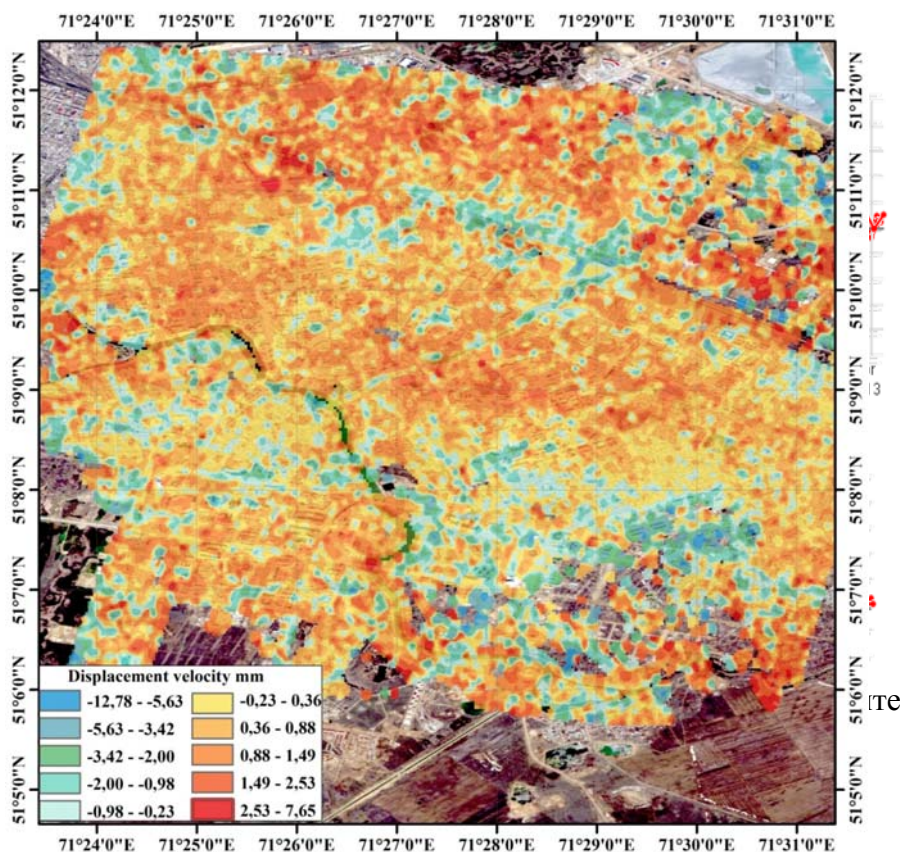 71°24'0"E 71°25'0"E 71°26'0"E 71°27'0"E 71°28'0"E 71°29'0"E 71°30'0"E 71°31'0"E
51°12'0"N 51°12'0"N
51°11'0"N 51°11'0"N
51°10'0"N 51°10'0"N
51°9'0"N 51°9'0"N
13
51°8'0"N 51°8'0"N
51°7'0"N 51°7'0"N
51°6'0"N 51°6'0"N
51°5'0"N 51°5'0"N
Displacement velocity mm
-12,78 - -5,63 -0,23 - 0,36
-5,63 - -3,42 0,36 - 0,88
-3,42 - -2,00 0,88 - 1,49
-2,00 - -0,98 1,49 - 2,53
-0,98 - -0,23 2,53 - 7,65
71°24'0"E 71°25'0"E 71°26'0"E 71°27'0"E 71°28'0"E 71°29'0"E 71°30'0"E 71°31'0"E